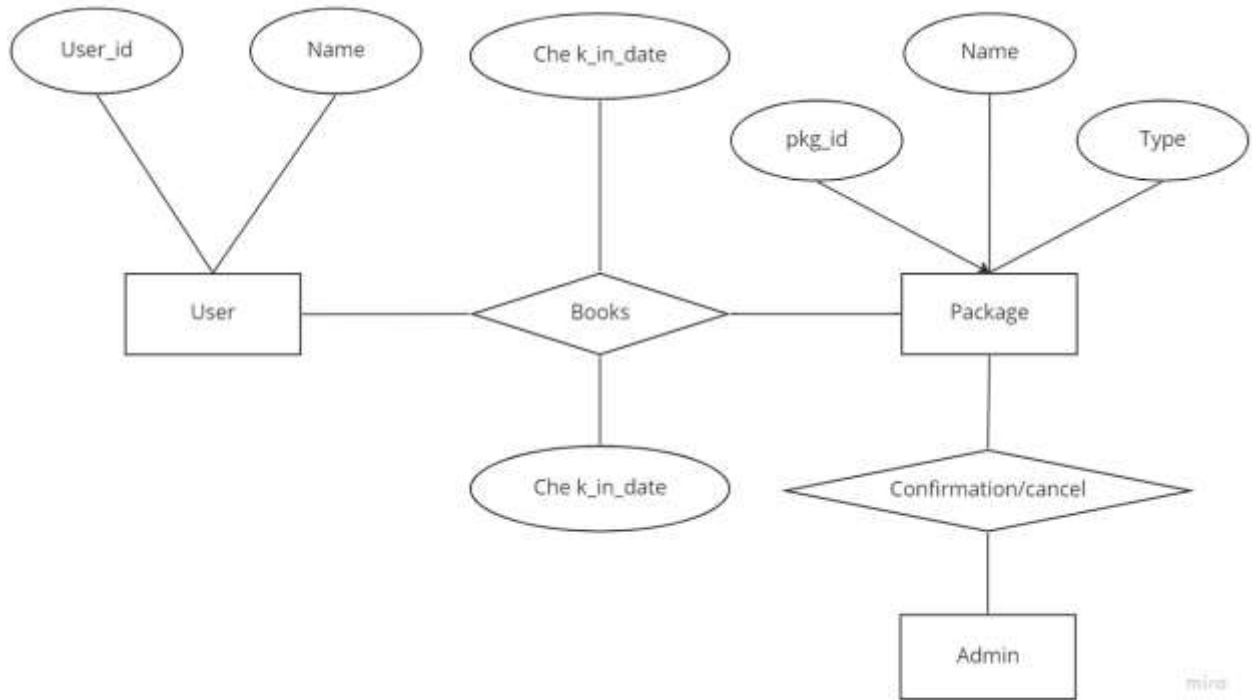 User_id
Name
Che k_in_date
Name
pkg_id
Type
User
Books
Package
Che k_in_date
Confirmation/cancel
Admin
miro